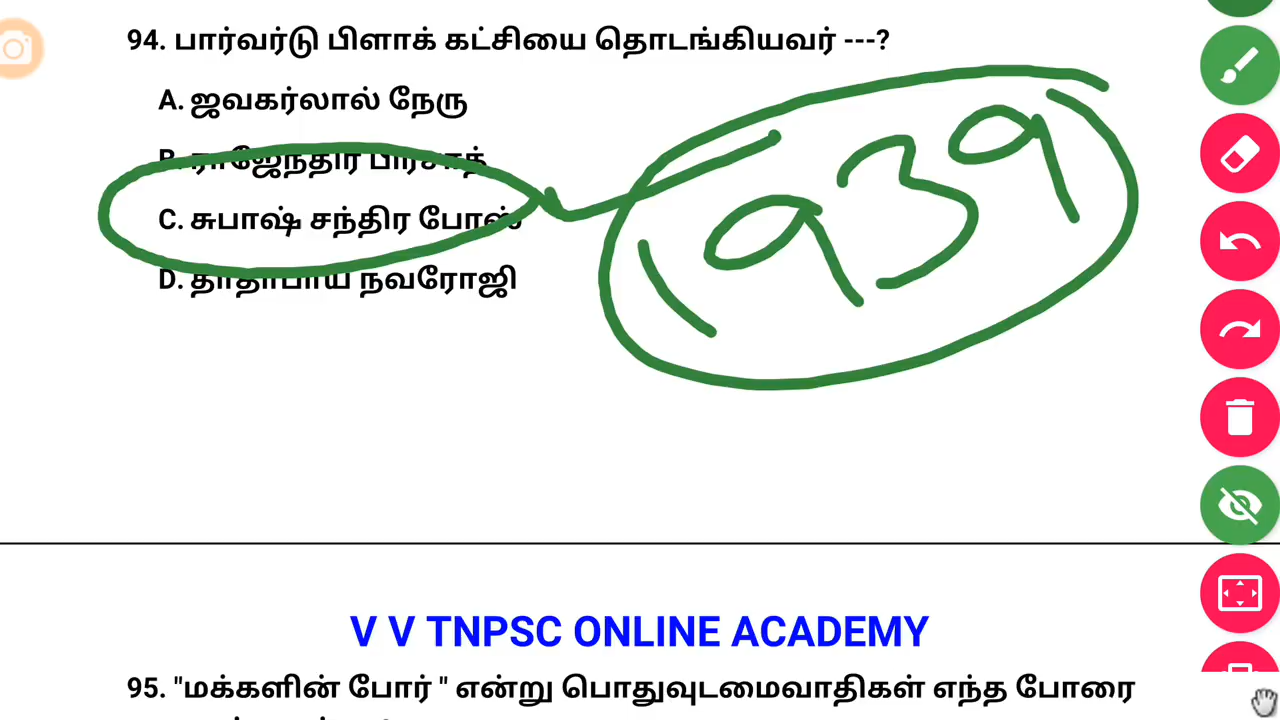 94. பார்வர்டு பிளாக் கட்சியை தொடங்கியவர் ---?
A. ஜவகர்லால் நேரு
B. ராஜேந்திர பிரசாத்
C. சுபாஷ் சந்திர போஸ்
D. தாதாபாய் நவரோஜி
1939
V V TNPSC ONLINE ACADEMY
95. "மக்களின் போர் " என்று பொதுவுடமைவாதிகள் எந்த போரை